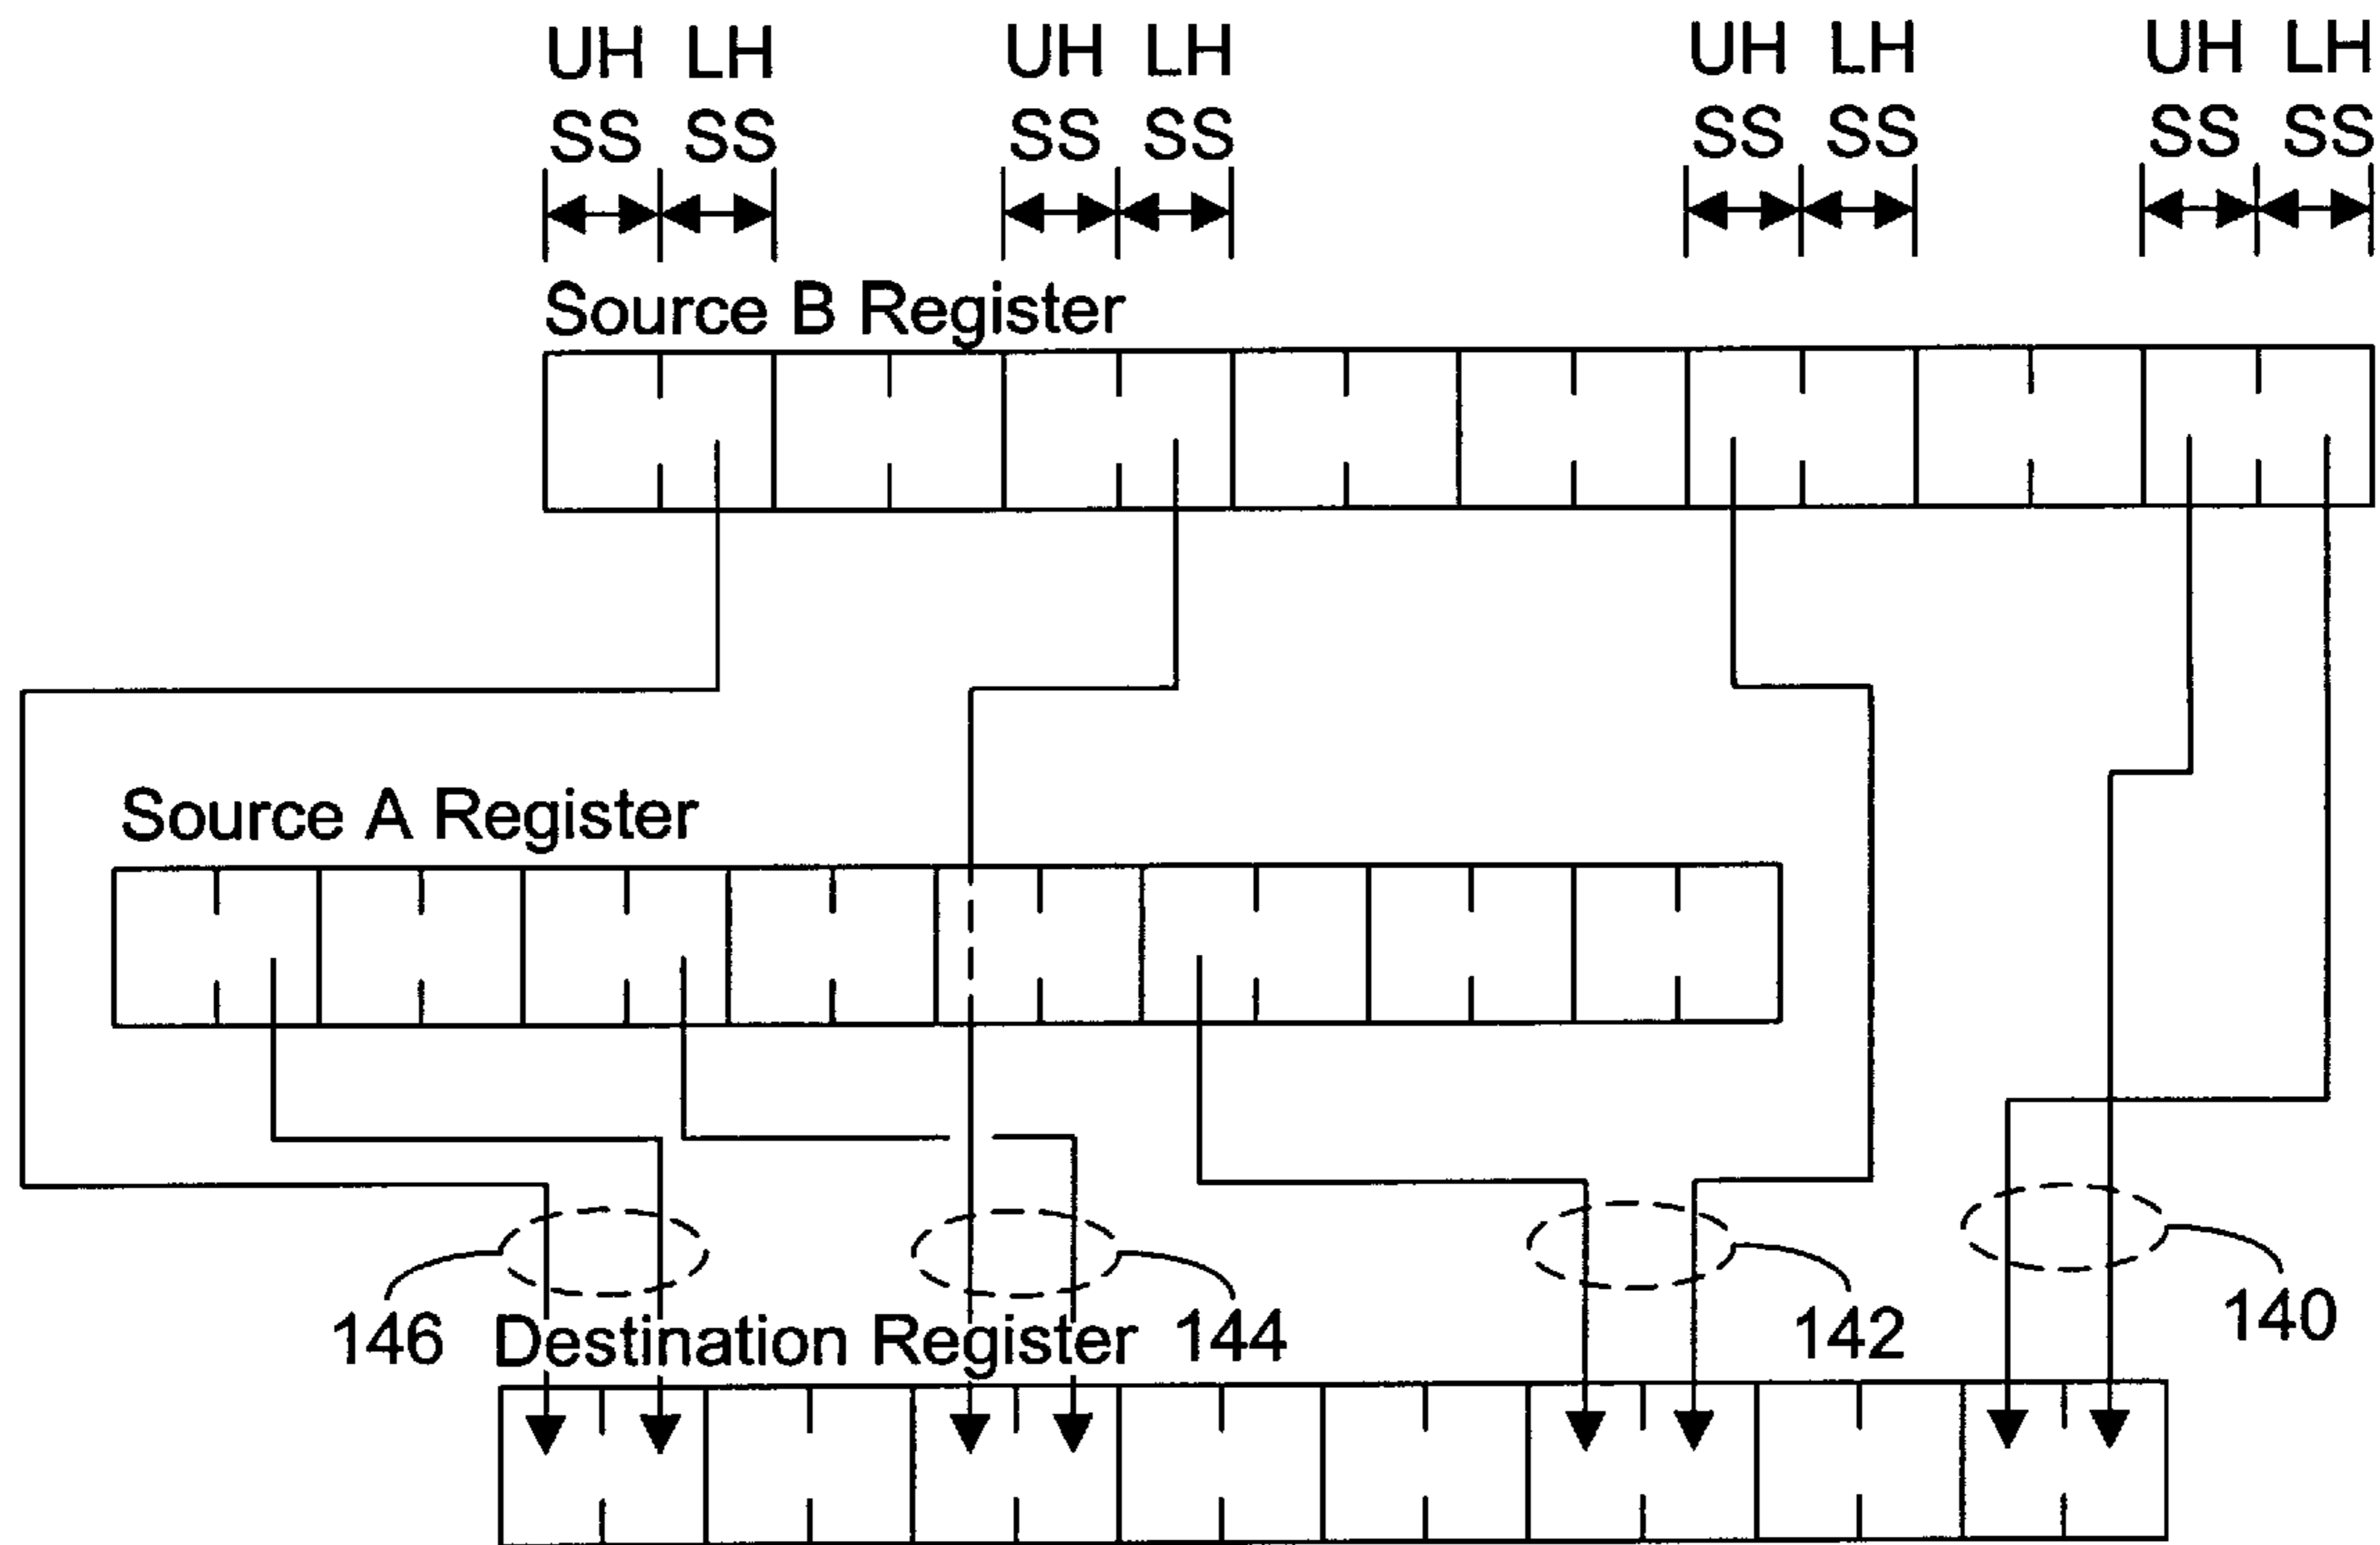 UH LH UH LH UH LH UH LH
SS SS SS SS SS SS SS SS
Source B Register
Source A Register
146 Destination Register 144 142 140